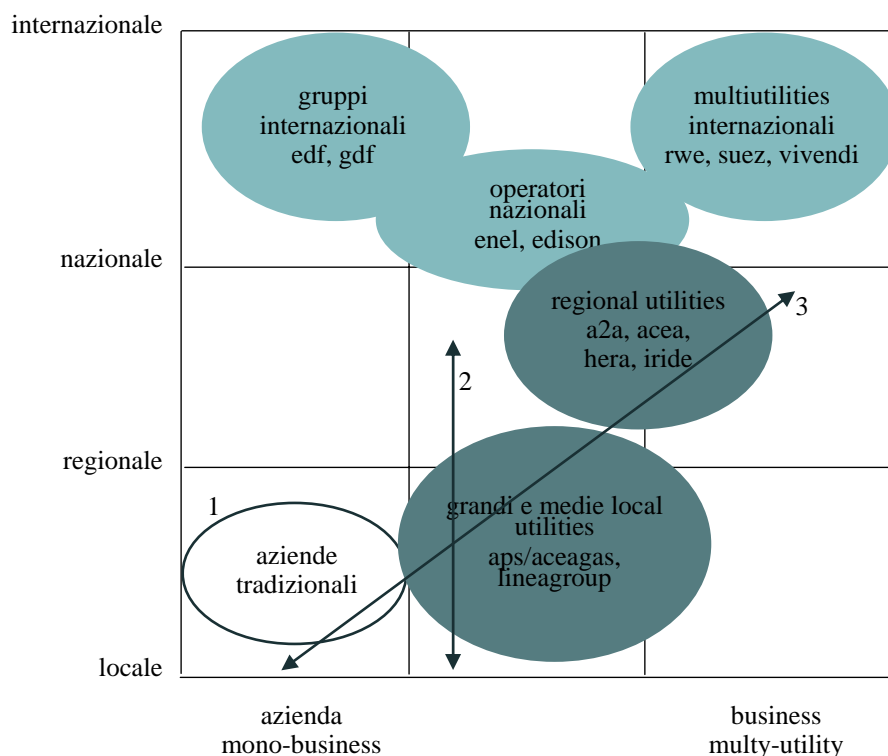 internazionale
gruppi
internazionali
edf, gdf
multiutilities
internazionali
rwe, suez, vivendi
operatori
nazionali
enel, edison
nazionale
regional utilities
a2a, acea,
hera, iride
3
2
regionale
1
grandi e medie local
utilities
aps/aceagas,
lineagroup
aziende
tradizionali
locale
azienda
mono-business
business
multy-utility